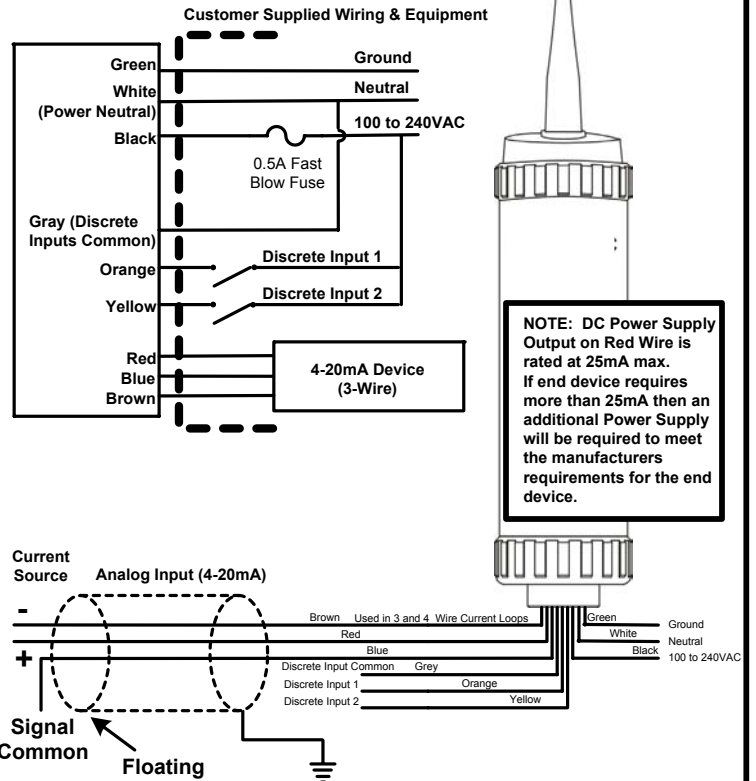 Customer Supplied Wiring & Equipment
Green
Ground
White
(Power Neutral)
Neutral
Black
100 to 240VAC
0.5A Fast
Blow Fuse
Gray (Discrete
Inputs Common)
Orange
Discrete Input 1
Yellow
Discrete Input 2
Red
Blue
Brown
4-20mA Device
(3-Wire)
NOTE: DC Power Supply
Output on Red Wire is
rated at 25mA max.
If end device requires
more than 25mA then an
additional Power Supply
will be required to meet
the manufacturers
requirements for the end
device.
Current
Source
Analog Input (4-20mA)
-
+
Brown Used in 3 and 4 Wire Current Loops
Red
Blue
Discrete Input Common Grey
Discrete Input 1 Orange
Discrete Input 2 Yellow
Green Ground
White Neutral
Black 100 to 240VAC
Signal
Common
Floating